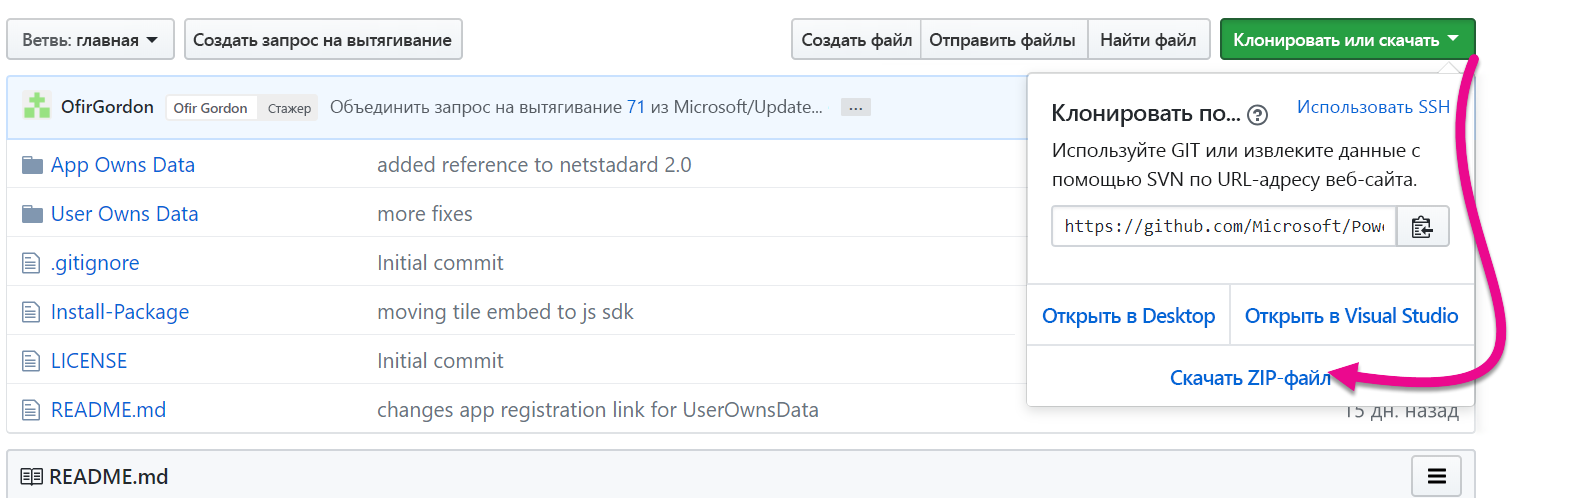 Ветвь: главная
Создать запрос на вытягивание
Создать файл
Отправить файлы
Найти файл
Клонировать или скачать
OfirGordon
Ofir Gordon
Стажер
Объединить запрос на вытягивание 71 из Microsoft/Update...
...
App Owns Data
added reference to netstadard 2.0
User Owns Data
more fixes
.gitignore
Initial commit
Install-Package
moving tile embed to js sdk
LICENSE
Initial commit
README.md
changes app registration link for UserOwnsData
15 дн. назад
Клонировать по...
Использовать SSH
Используйте GIT или извлеките данные с
помощью SVN по URL-адресу веб-сайта.
https://github.com/Microsoft/Pow
Открыть в Desktop
Открыть в Visual Studio
Скачать ZIP-файл
README.md